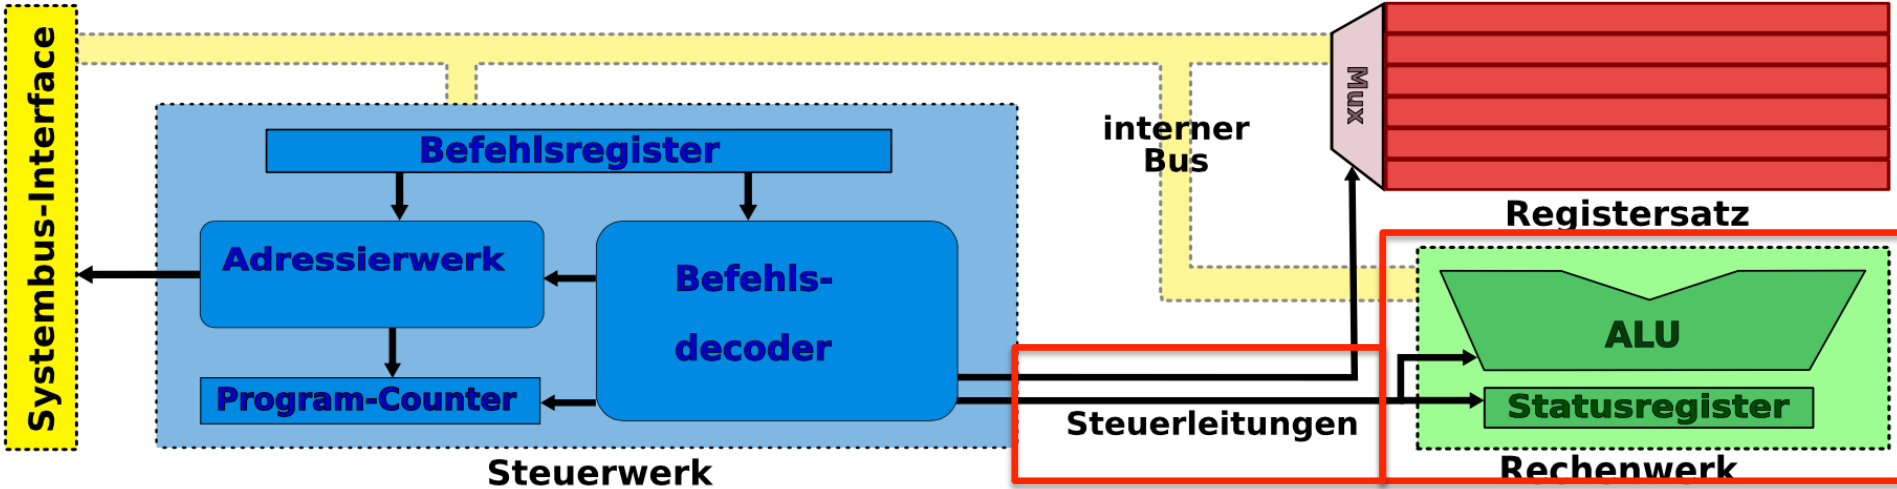 Systembus-Interface
Befehlsregister
Adressierwerk
Befehls-
decoder
Program-Counter
Steuerwerk
interner
Bus
Mux
Registersatz
ALU
Statusregister
Steuerleitungen
Rechenwerk